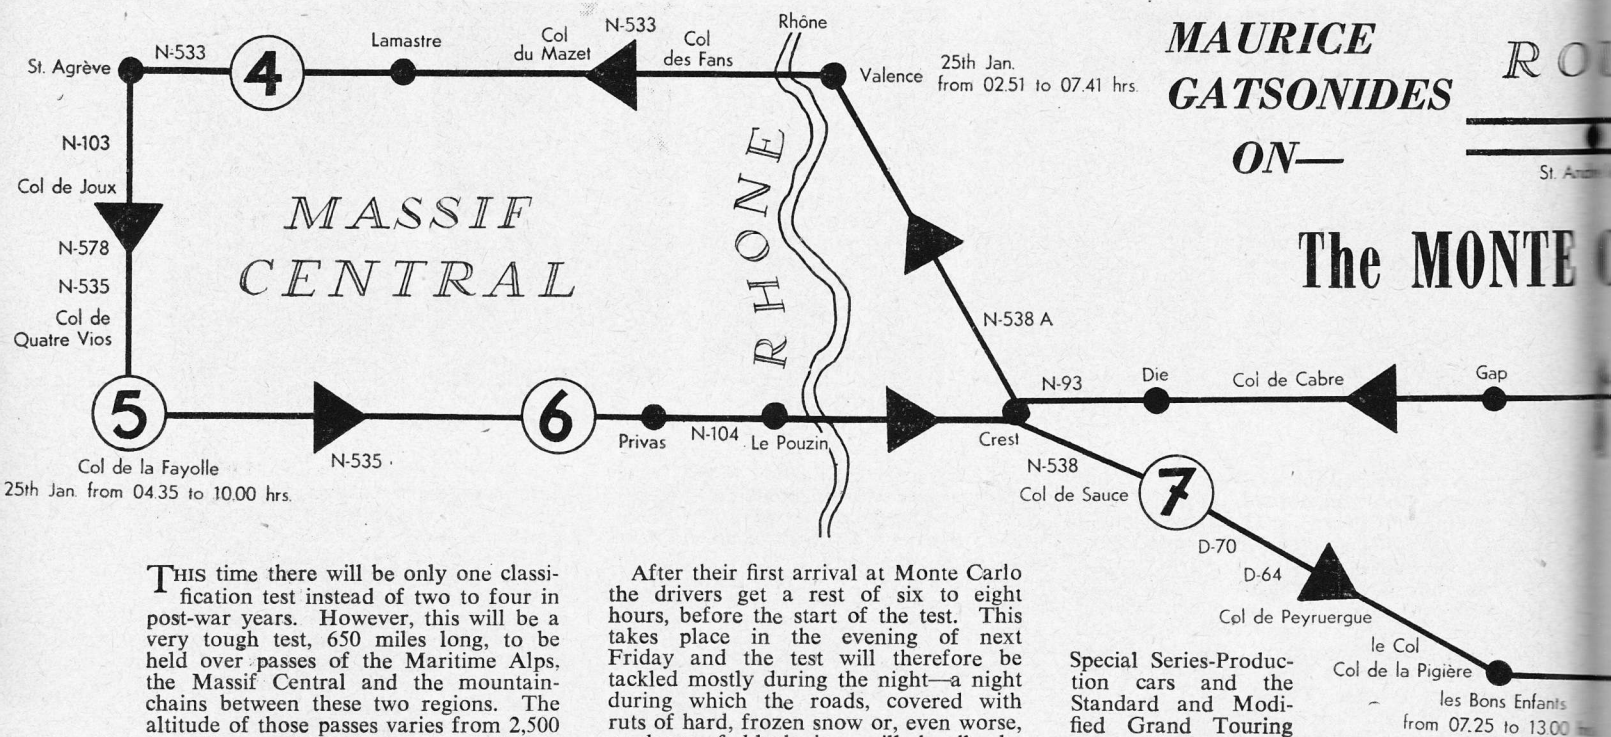 Rhône
MAURICE
GATSONIDES
ON—
The MONTE
St. Agrève
N-533
4
Lamastre
Col
du Mazet
N-533
Col
des Fans
Valence
25th Jan.
from 02.51 to 07.41 hrs.
N-103
Col de Joux
N-578
N-535
Col de
Quatre Vios
MASSIF
CENTRAL
RHONE
N-538 A
N-93
Die
Col de Cabre
Gap
5
Col de la Fayolle
25th Jan. from 04.35 to 10.00 hrs.
N-535
6
Privas
N-104
Le Pouzin
Crest
N-538
Col de Sauce
7
D-70
D-64
Col de Peyruergue
le Col
Col de la Pigière
les Bons Enfants
from 07.25 to 13.00
THIS time there will be only one classi-
fication test instead of two to four in
post-war years. However, this will be a
very tough test, 650 miles long, to be
held over passes of the Maritime Alps,
the Massif Central and the mountain-
chains between these two regions. The
altitude of those passes varies from 2,500
After their first arrival at Monte Carlo
the drivers get a rest of six to eight
hours, before the start of the test. This
takes place in the evening of next
Friday and the test will therefore be
tackled mostly during the night—a night
during which the roads, covered with
ruts of hard, frozen snow or, even worse,
Special Series-Produc-
tion cars and the
Standard and Modi-
fied Grand Touring